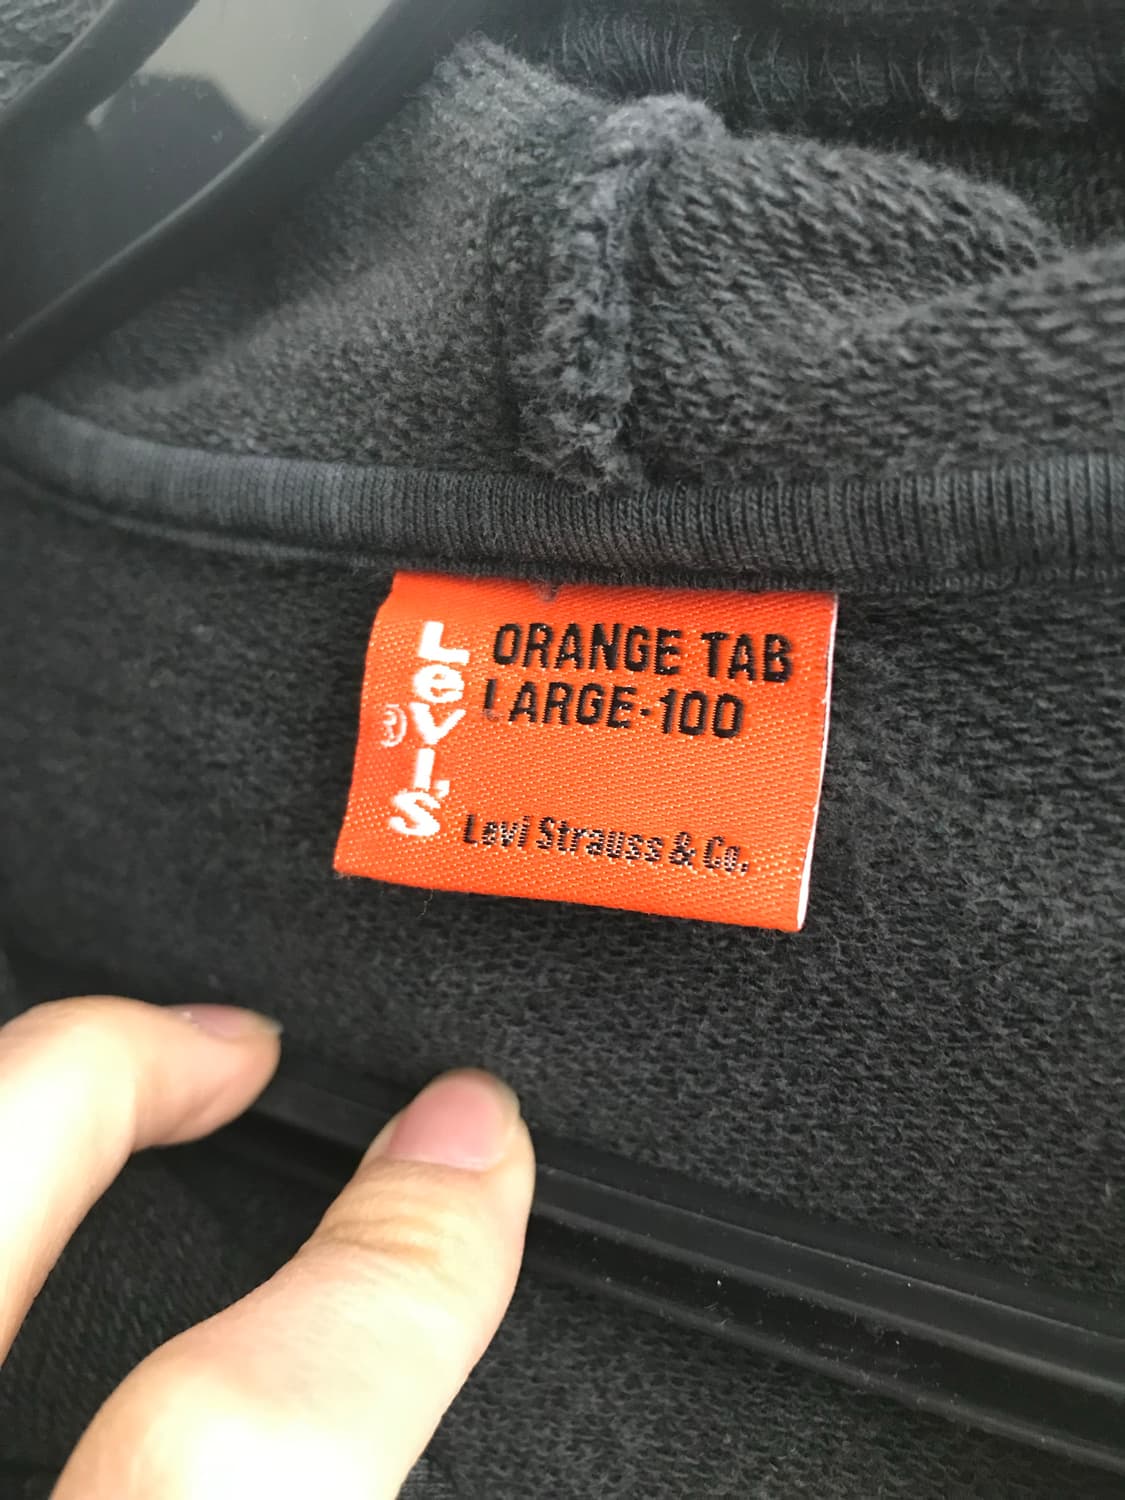 Levi's
®
ORANGE TAB
LARGE·100
Levi Strauss & Co.